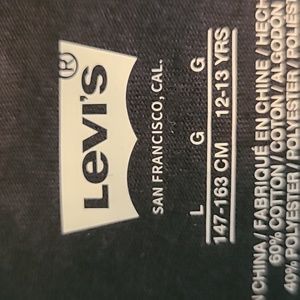 LEVI'S
®
SAN FRANCISCO, CAL.
L G G
147-163 CM 12-13 YRS
CHINA / FABRIQUÉ EN CHINE / HECH
60% COTTON / COTON / ALGODÓN
40% POLYESTER / POLYESTER / POLIÉS